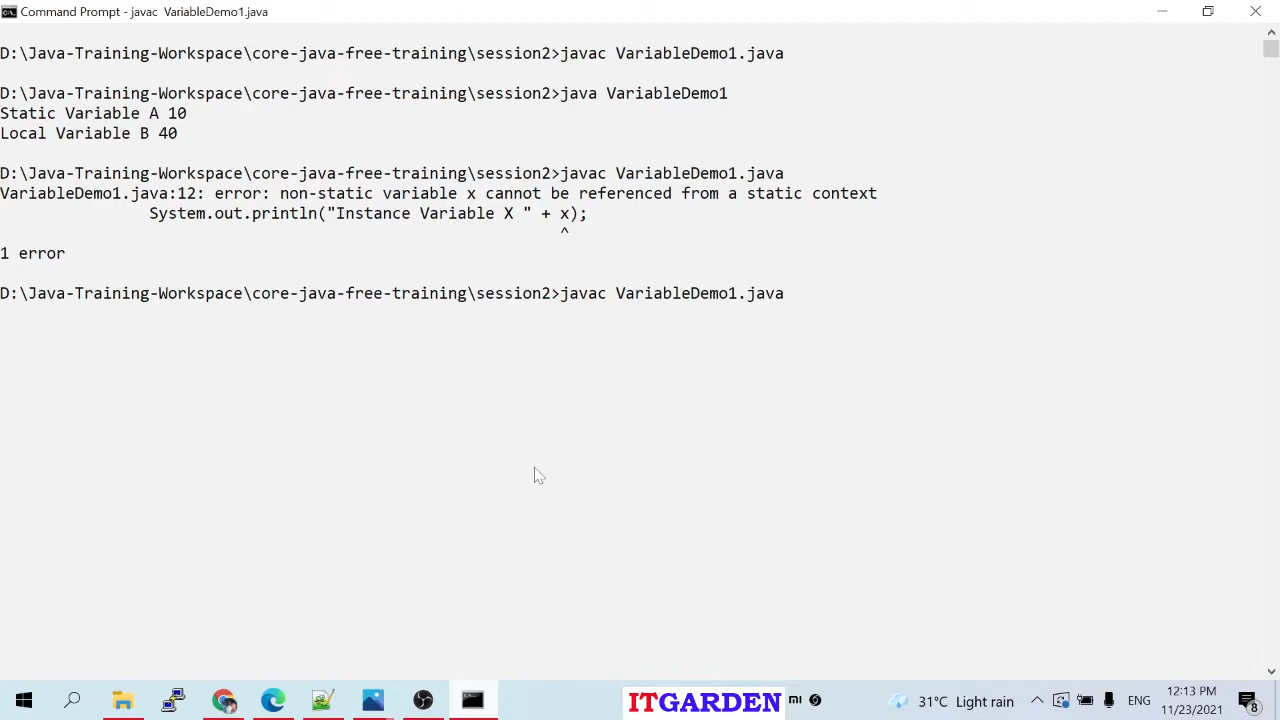 Command Prompt - javac  VariableDemo1.java
D:\Java-Training-Workspace\core-java-free-training\session2>javac VariableDemo1.java
D:\Java-Training-Workspace\core-java-free-training\session2>java VariableDemo1
Static Variable A 10
Local Variable B 40
D:\Java-Training-Workspace\core-java-free-training\session2>javac VariableDemo1.java
VariableDemo1.java:12: error: non-static variable x cannot be referenced from a static context
                System.out.println("Instance Variable X " + x);
                                                            ^
1 error
D:\Java-Training-Workspace\core-java-free-training\session2>javac VariableDemo1.java
ITGARDEN
31°C Light rain
ENG
12:13 PM
11/23/2021
8